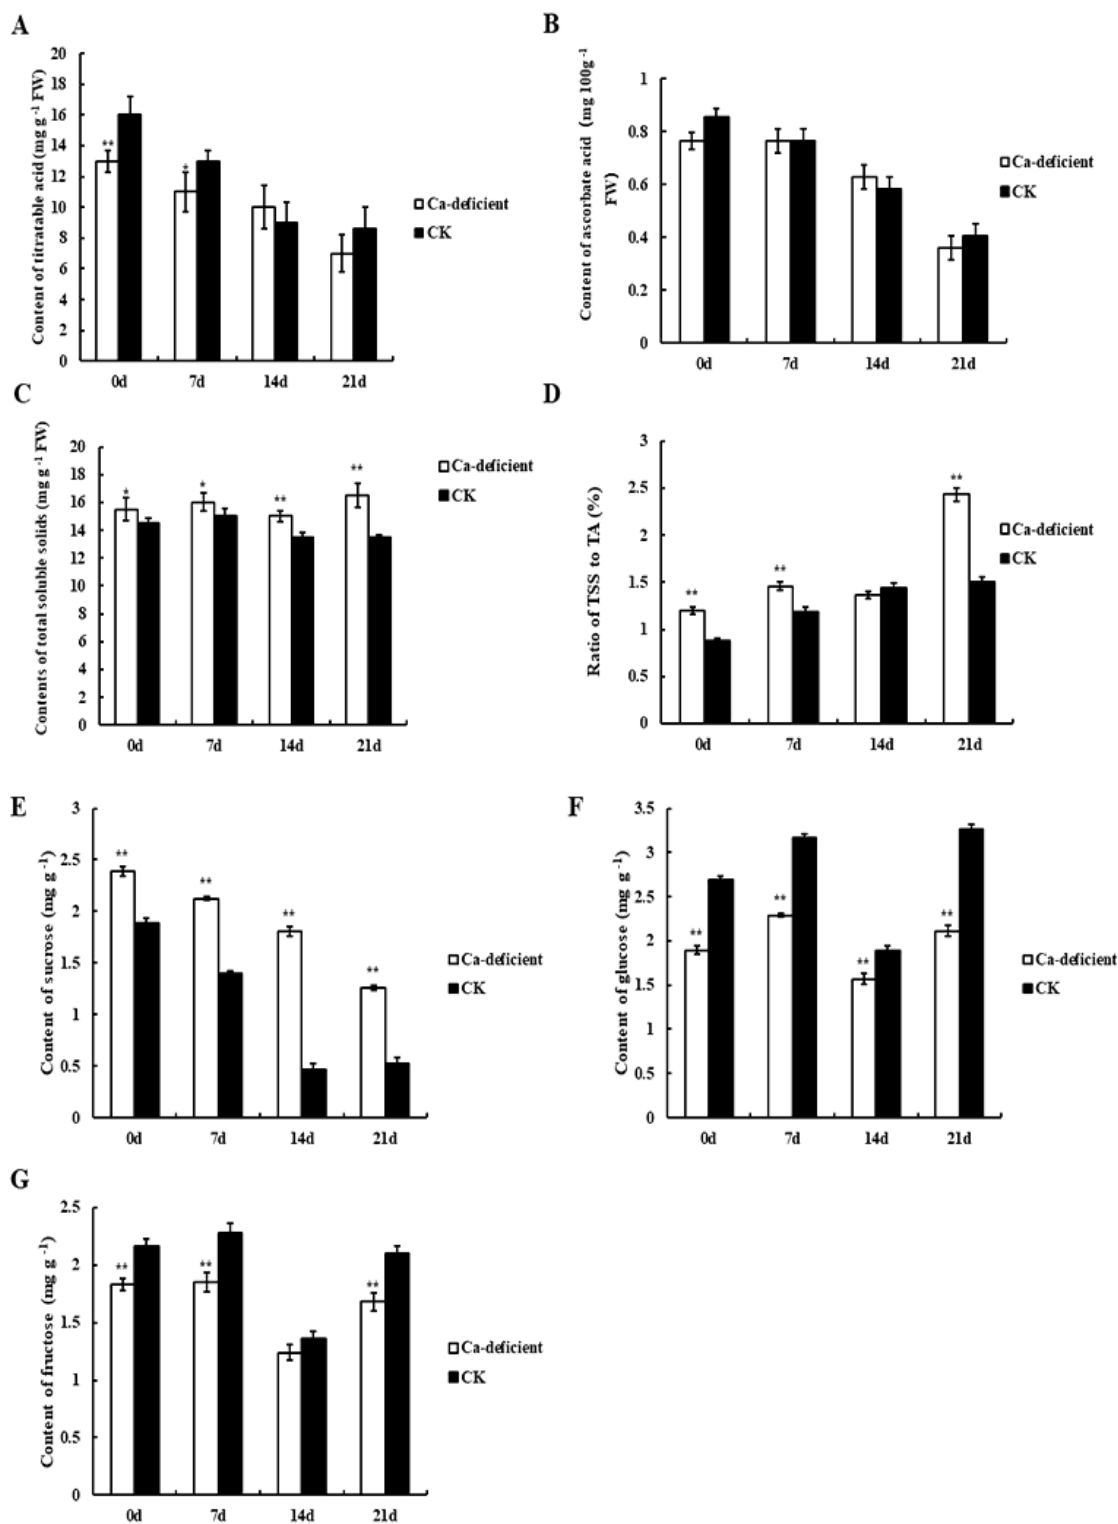 A
Content of titratable acid (mg g-1 FW)
20
18
16
14
12
10
8
6
4
2
0
**
*
0d 7d 14d 21d
Ca-deficient
CK
B
Content of ascorbate acid (mg 100g-1
FW)
1
0.8
0.6
0.4
0.2
0
0d 7d 14d 21d
Ca-deficient
CK
C
Contents of total soluble solids (mg g-1 FW)
20
18
16
14
12
10
8
6
4
2
0
* * ** **
0d 7d 14d 21d
Ca-deficient
CK
D
Ratio of TSS to TA (%)
3
2.5
2
1.5
1
0.5
0
** ** **
0d 7d 14d 21d
Ca-deficient
CK
E
Content of sucrose (mg g-1)
3
2.5
2
1.5
1
0.5
0
** ** ** **
0d 7d 14d 21d
Ca-deficient
CK
F
Content of glucose (mg g-1)
3.5
3
2.5
2
1.5
1
0.5
0
** ** ** **
0d 7d 14d 21d
Ca-deficient
CK
G
Content of fructose (mg g-1)
2.5
2
1.5
1
0.5
0
** ** **
0d 7d 14d 21d
Ca-deficient
CK